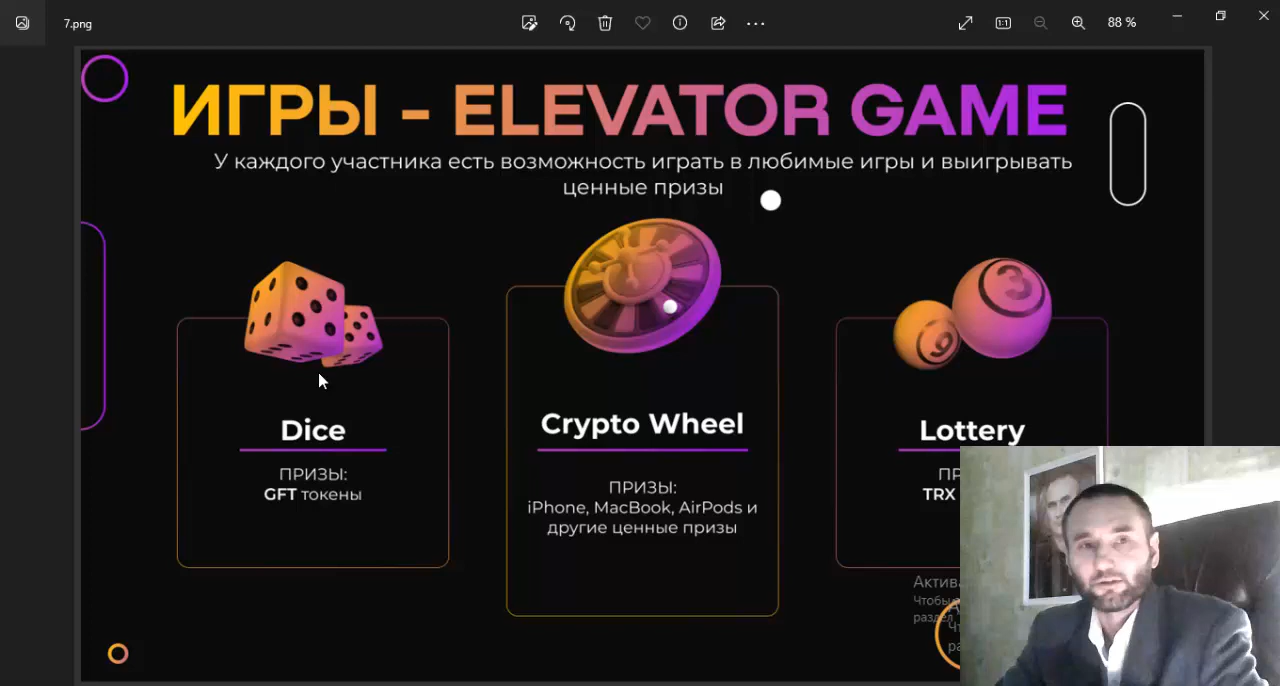 7.png
88 %
ИГРЫ - ELEVATOR GAME
У каждого участника есть возможность играть в любимые игры и выигрывать
ценные призы
Dice
ПРИЗЫ:
GFT токены
Crypto Wheel
ПРИЗЫ:
iPhone, MacBook, AirPods и
другие ценные призы
Lottery
TRX